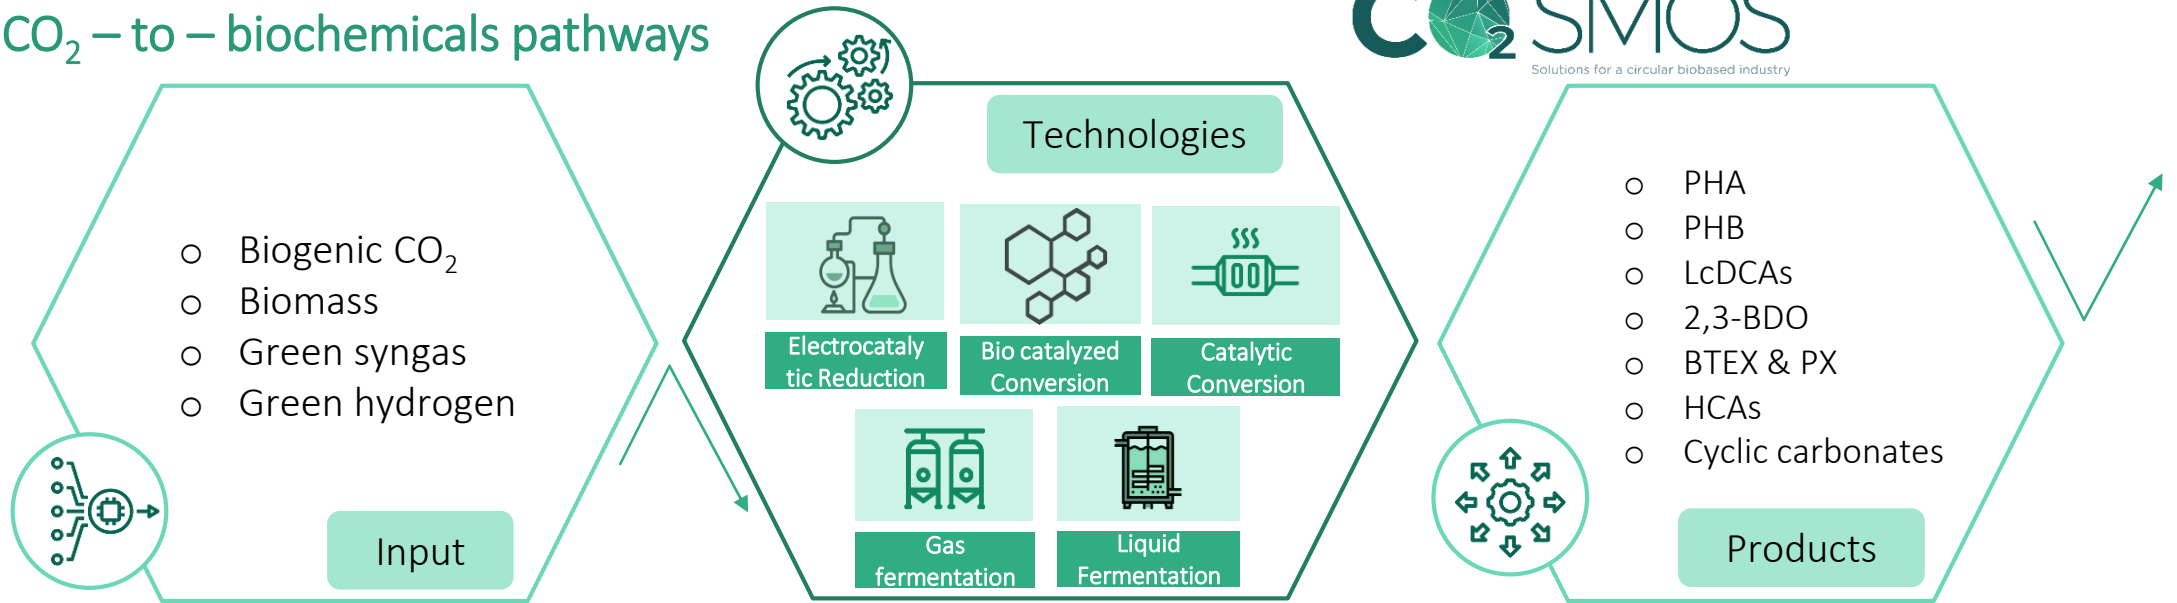 CO₂ – to – biochemicals pathways
CO₂SMOS
Solutions for a circular biobased industry
o Biogenic CO₂
o Biomass
o Green syngas
o Green hydrogen
Input
Technologies
Electrocataly
tic Reduction
Bio catalyzed
Conversion
Catalytic
Conversion
Gas
fermentation
Liquid
Fermentation
o PHA
o PHB
o LcDCAs
o 2,3-BDO
o BTEX & PX
o HCAs
o Cyclic carbonates
Products